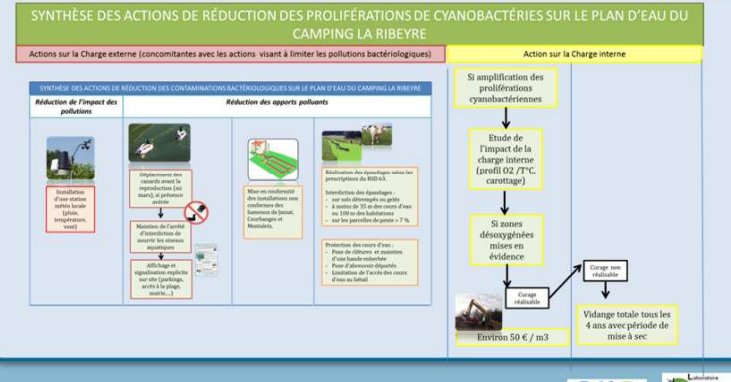 SYNTHÈSE DES ACTIONS DE RÉDUCTION DES PROLIFÉRATIONS DE CYANOBACTÉRIES SUR LE PLAN D'EAU DU
CAMPING LA RIBEYRE
Actions sur la Charge externe (concomitantes avec les actions visant à limiter les pollutions bactériologiques)
Action sur la Charge interne
SYNTHÈSE DES ACTIONS DE RÉDUCTION DES CONTAMINATIONS BACTÉRIOLOGIQUES SUR LE PLAN D'EAU DU CAMPING LA RIBEYRE
Réduction de l'impact des
pollutions
Réduction des apports polluants
Installation
d'une station
météo locale
(pluie,
température,
vent)
Déplacement des
canards avant la
reproduction (mi
mars), si présence
avérée
Maintien de l'arrêté
d'interdiction de
nourrir les oiseaux
aquatiques
Affichage et
signalisation explicite
sur site (parkings,
accès à la plage,
mairie…)
Mise en conformité
des installations non
conformes des
hameaux de Jassat,
Courbanges et
Montaleix.
Réalisation des épandages selon les
prescriptions du RSD 63.
Interdiction des épandages :
- sur sols détrempés ou gelés
- à moins de 35 m des cours d'eau
ou 100 m des habitations
- sur les parcelles de pente > 7 %
Protection des cours d'eau :
- Pose de clôtures et maintien
d'une bande enherbée
- Pose d'abreuvoir déportés
- Limitation de l'accès des cours
d'eau au bétail
Si amplification des
proliférations
cyanobactériennes
Etude de
l'impact de la
charge interne
(profil O2 /T°C.
carottage)
Si zones
désoxygénées
mises en
évidence
Curage
réalisable
Curage non
réalisable
Environ 50 € / m3
Vidange totale tous les
4 ans avec période de
mise à sec
Laboratoire